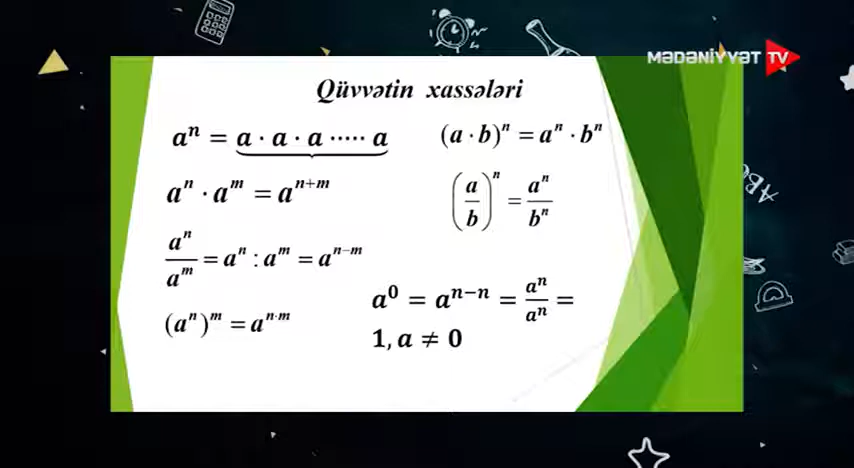 MƏDƏNİYYƏT TV
Qüvvətin xassələri
aⁿ = a · a · a ····· a
(a · b)ⁿ = aⁿ · bⁿ
aⁿ · aᵐ = aⁿ⁺ᵐ
(a/b)ⁿ = aⁿ/bⁿ
aⁿ/aᵐ = aⁿ : aᵐ = aⁿ⁻ᵐ
(aⁿ)ᵐ = aⁿ·ᵐ
a⁰ = aⁿ⁻ⁿ = aⁿ/aⁿ =
1, a ≠ 0
ABC